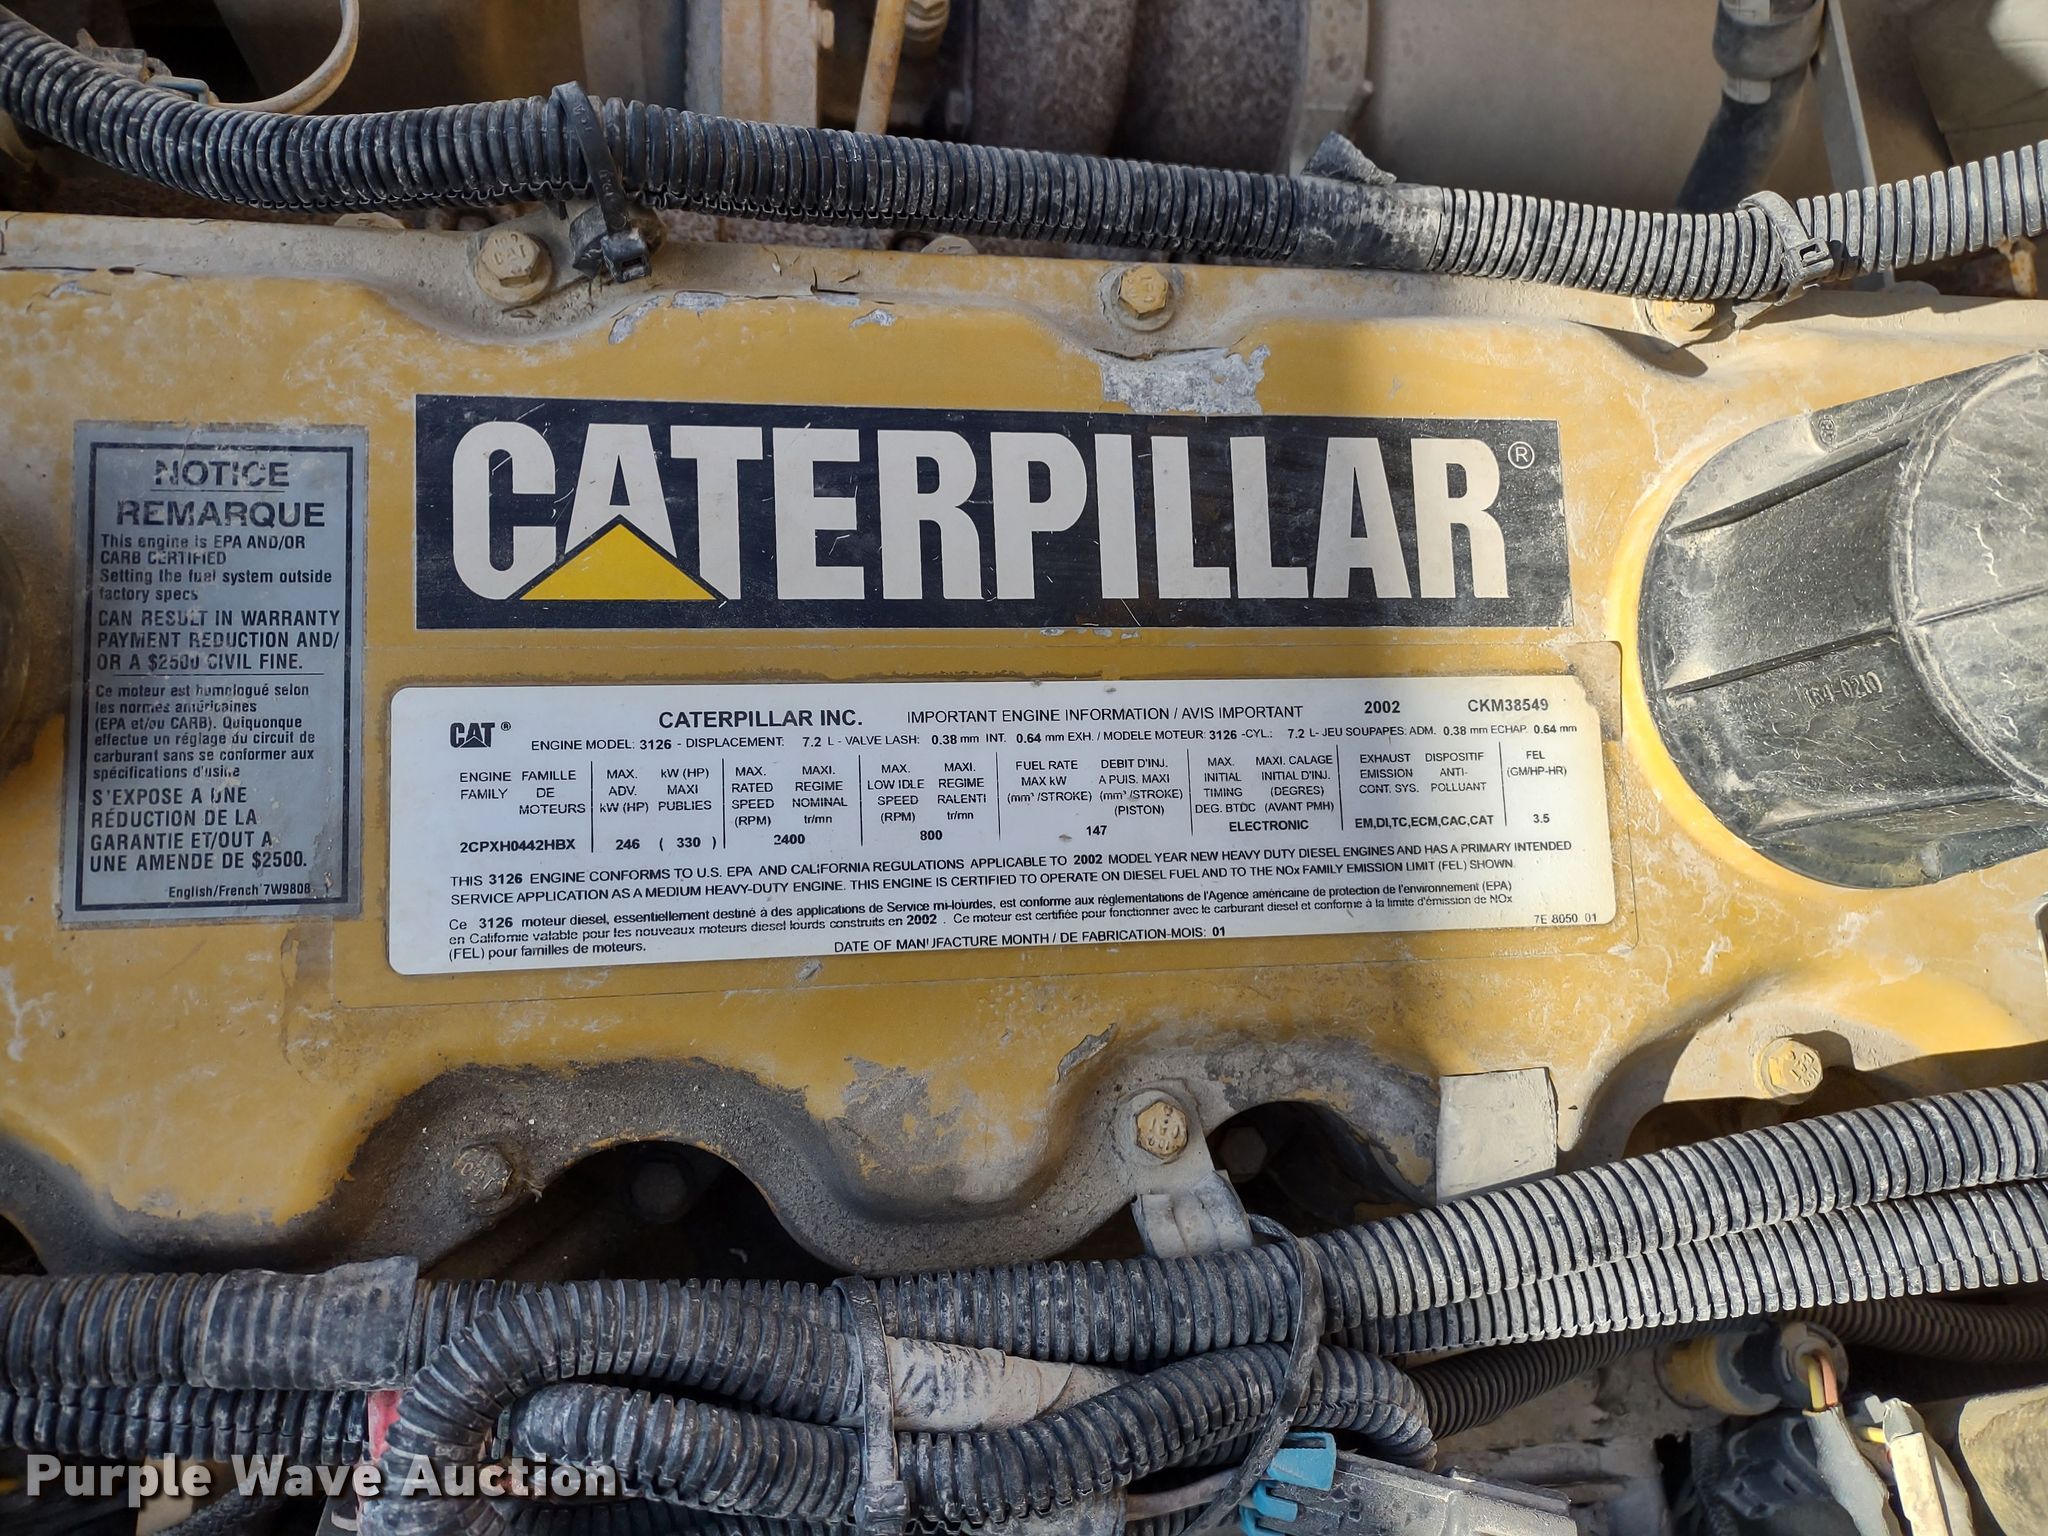 CATERPILLAR®
NOTICE
REMARQUE
This engine is EPA AND/OR
CARB CERTIFIED
Setting the fuel system outside
factory specs
CAN RESULT IN WARRANTY
PAYMENT REDUCTION AND/
OR A $2500 CIVIL FINE.
Ce moteur est homologué selon
les normes américaines
(EPA et/ou CARB). Quiquonque
effectue un réglage du circuit de
carburant sans se conformer aux
spécifications d'usine
S'EXPOSE A UNE
RÉDUCTION DE LA
GARANTIE ET/OUT A
UNE AMENDE DE $2500.
English/French 7W9808
CAT® CATERPILLAR INC. IMPORTANT ENGINE INFORMATION / AVIS IMPORTANT 2002 CKM38549
ENGINE MODEL: 3126 - DISPLACEMENT: 7.2 L - VALVE LASH: 0.38 mm INT. 0.64 mm EXH. / MODELE MOTEUR: 3126 -CYL.: 7.2 L- JEU SOUPAPES: ADM. 0.38 mm ECHAP. 0.64 mm
ENGINE FAMILY
FAMILLE DE MOTEURS
2CPXH0442HBX
MAX. ADV. kW (HP)
kW (HP) MAXI PUBLIES
246 ( 330 )
MAX. RATED SPEED (RPM)
MAXI. REGIME NOMINAL tr/mn
2400
MAX. LOW IDLE SPEED (RPM)
MAXI. REGIME RALENTI tr/mn
800
FUEL RATE MAX kW (mm³ /STROKE)
DEBIT D'INJ. A PUIS. MAXI (mm³ /STROKE) (PISTON)
147
MAX. INITIAL TIMING DEG. BTDC
MAXI. CALAGE INITIAL D'INJ. (DEGRES) (AVANT PMH)
ELECTRONIC
EXHAUST EMISSION CONT. SYS.
DISPOSITIF ANTI- POLLUANT
EM,DI,TC,ECM,CAC,CAT
FEL (GM/HP-HR)
3.5
THIS 3126 ENGINE CONFORMS TO U.S. EPA AND CALIFORNIA REGULATIONS APPLICABLE TO 2002 MODEL YEAR NEW HEAVY DUTY DIESEL ENGINES AND HAS A PRIMARY INTENDED
SERVICE APPLICATION AS A MEDIUM HEAVY-DUTY ENGINE. THIS ENGINE IS CERTIFIED TO OPERATE ON DIESEL FUEL AND TO THE NOx FAMILY EMISSION LIMIT (FEL) SHOWN.
Ce 3126 moteur diesel, essentiellement destiné à des applications de Service mi-lourdes, est conforme aux réglementations de l'Agence américaine de protection de l'environnement (EPA)
en Californie valable pour les nouveaux moteurs diesel lourds construits en 2002 . Ce moteur est certifiée pour fonctionner avec le carburant diesel et conforme à la limite d'émission de NOx
(FEL) pour familles de moteurs.
7E 8050 01
DATE OF MANUFACTURE MONTH / DE FABRICATION-MOIS: 01
Purple Wave Auction